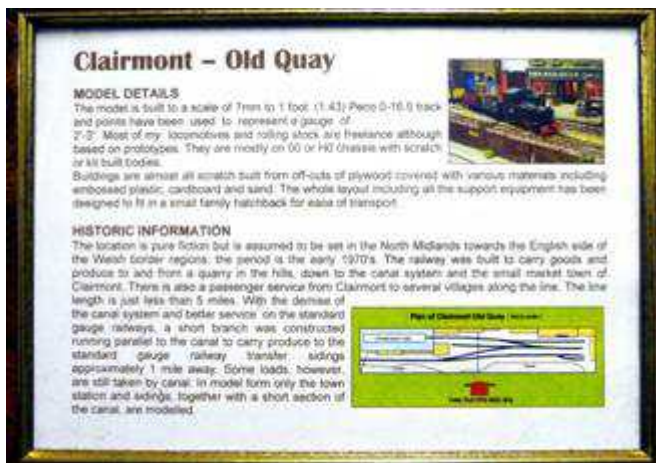 Clairmont – Old Quay
MODEL DETAILS
The model is built to a scale of 7mm to 1 foot. (1:43) Peco 0-16.5 track
and points have been used to represent a gauge of
2'-3' Most of my locomotives and rolling stock are freelance although
based on prototypes. They are mostly on 00 or H0 chassis with scratch
or kit built bodies.
Buildings are almost all scratch built from off-cuts of plywood covered with various materials including
embossed plastic, cardboard and sand. The whole layout including all the support equipment has been
designed to fit in a small family hatchback for ease of transport.
HISTORIC INFORMATION
The location is pure fiction but is assumed to be set in the North Midlands towards the English side of
the Welsh border regions, the period is the early 1970's. The railway was built to carry goods and
produce to and from a quarry in the hills, down to the canal system and the small market town of
Clairmont. There is also a passenger service from Clairmont to several villages along the line. The line
length is just less than 5 miles. With the demise of
the canal system and better service on the standard
gauge railways, a short branch was constructed
running parallel to the canal to carry produce to the
standard gauge railway transfer sidings
approximately 1 mile away. Some loads, however,
are still taken by canal. In model form only the town
station and sidings, together with a short section of
the canal, are modelled.
Plan of Clairmont Old Quay